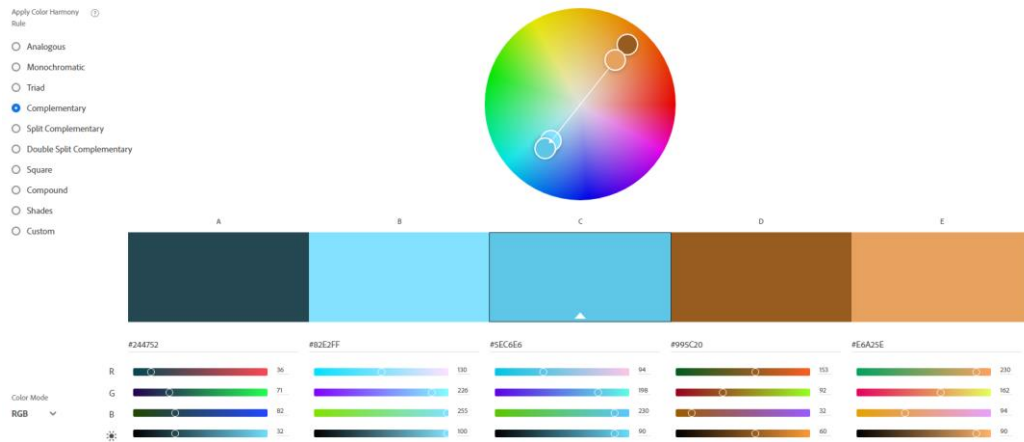 Apply Color Harmony ?
Rule
Analogous
Monochromatic
Triad
Complementary
Split Complementary
Double Split Complementary
Square
Compound
Shades
Custom
A B C D E
#244752 #82E2FF #5EC6E6 #995C20 #E6A25E
R 36 130 94 153 230
G 71 226 198 92 162
Color Mode
RGB
B 82 255 230 32 94
32 100 90 60 90